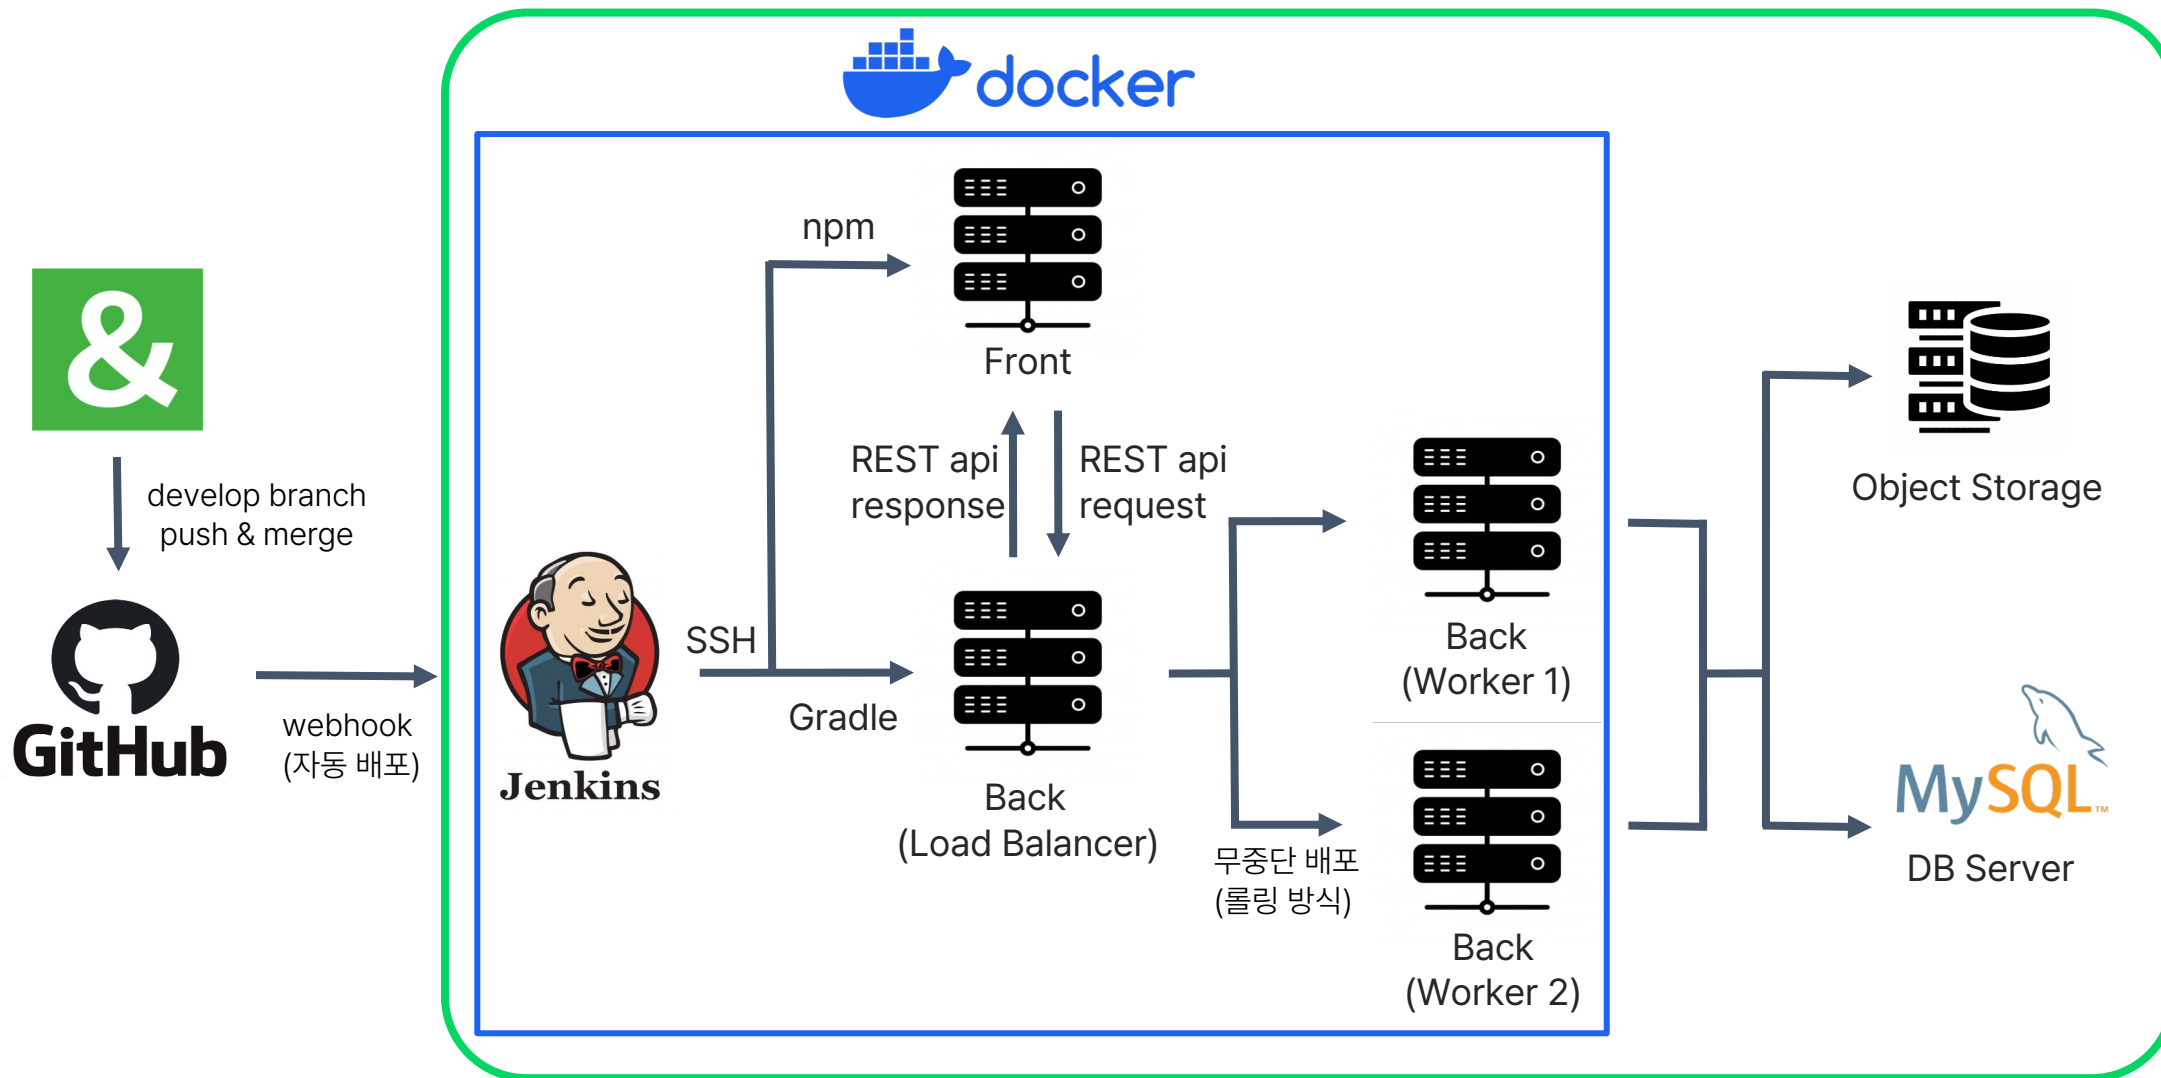 docker
npm
Front
&
develop branch
push & merge
REST api
response
REST api
request
Object Storage
GitHub
webhook
(자동 배포)
Jenkins
SSH
Gradle
Back
(Load Balancer)
Back
(Worker 1)
무중단 배포
(롤링 방식)
Back
(Worker 2)
MySQL™
DB Server